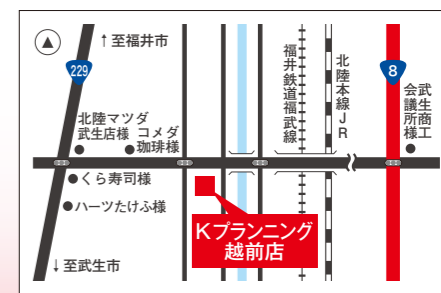 ↑至福井市
229
8
北陸マツダ
武生店様
コメダ
珈琲様
福井鉄道福武線
北陸本線JR
武生商工
会議所様
くら寿司様
ハーツたけふ様
Kプランニング
越前店
↓至武生市